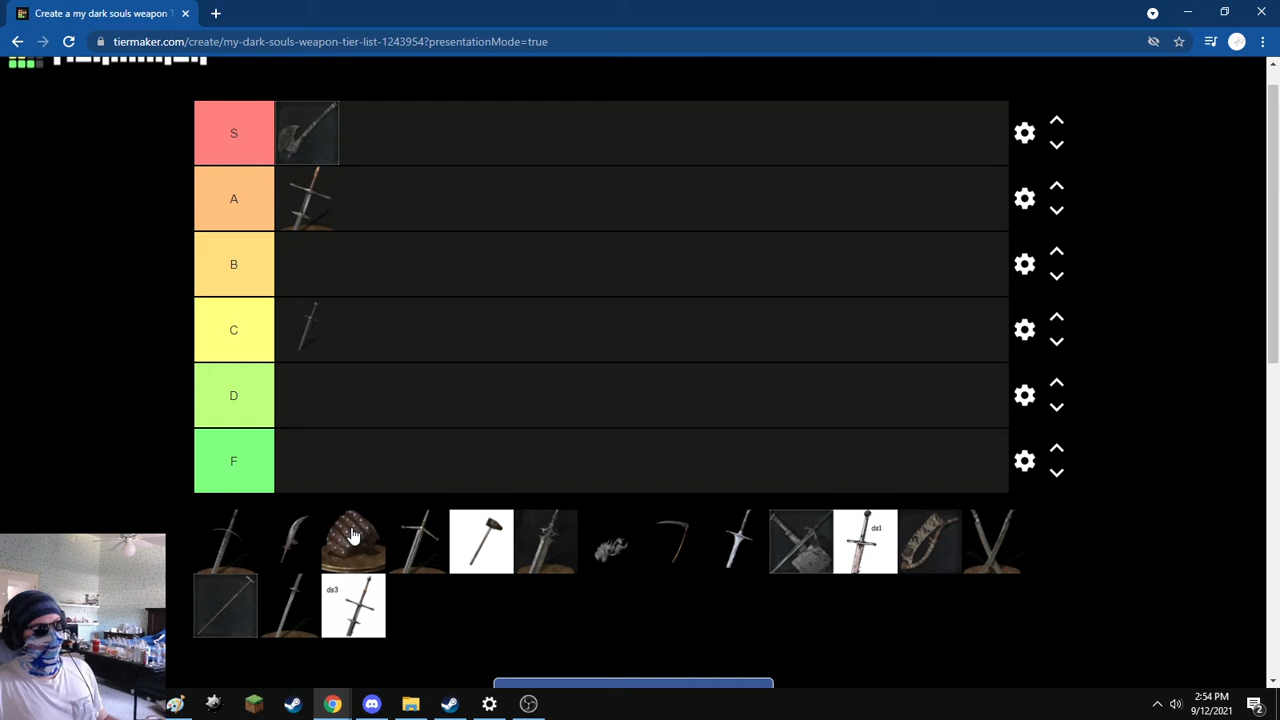 Create a my dark souls weapon T
tiermaker.com/create/my-dark-souls-weapon-tier-list-1243954?presentationMode=true
S
A
B
C
D
F
ds1
ds3
2:54 PM
9/12/2021
2